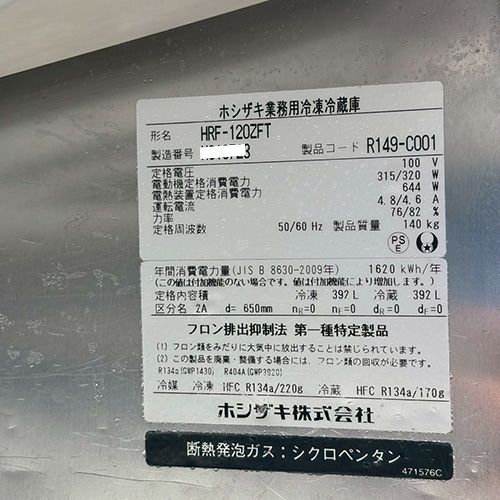 ホシザキ業務用冷凍冷蔵庫
形名 HRF-120ZFT
製造番号
製品コード R149-C001
定格電圧 100 V
電動機定格消費電力 315/320 W
電熱装置定格消費電力 644 W
運転電流 4.8/4.6 A
力率 76/82 %
定格周波数 50/60 Hz 製品質量 140 kg
PS
E
年間消費電力量(JIS B 8630-2009年) 1620 kWh/年
(この値は付加機能のない場合です。値は付加機能により増加します。)
定格内容積 冷凍 392L 冷蔵 392L
区分名 2A d= 650mm nR=0 nF=0 dR=0 dF=0
フロン排出抑制法 第一種特定製品
(1) フロン類をみだりに大気中に放出することは禁じられています。
(2) この製品を廃棄・整備する場合には、フロン類の回収が必要です。
R134a(GWP1430) R404A(GWP3920)
冷媒 冷凍 HFC R134a/220g 冷蔵 HFC R134a/170g
ホシザキ株式会社
断熱発泡ガス:シクロペンタン
471576C